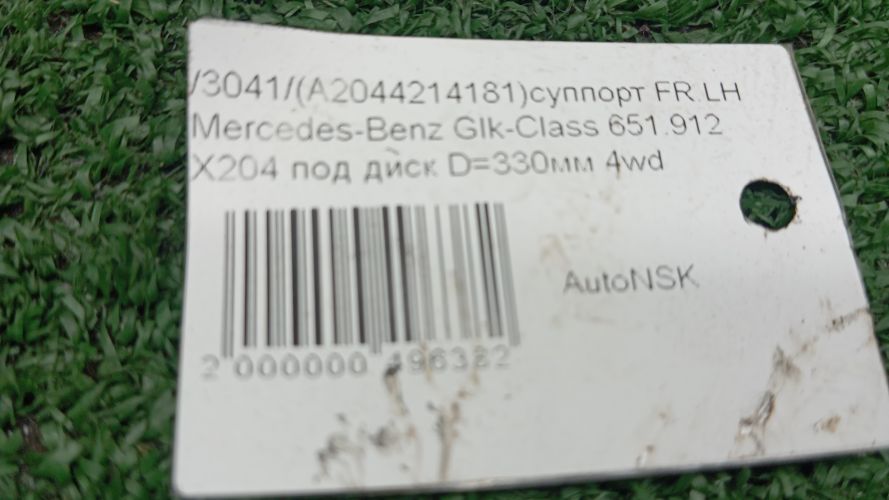 /3041/(A2044214181)суппорт FR.LH
Mercedes-Benz Glk-Class 651.912
X204 под диск D=330мм 4wd
AutoNSK
2 000000 496382